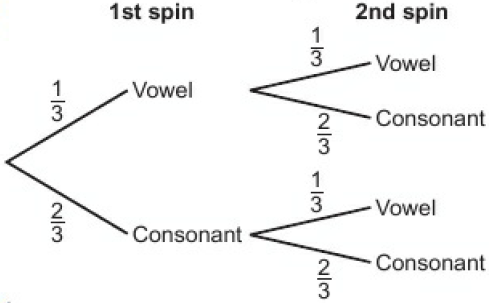 1st spin 2nd spin
1/3 Vowel
1/3 Vowel
2/3 Consonant
2/3 Consonant
1/3 Vowel
2/3 Consonant